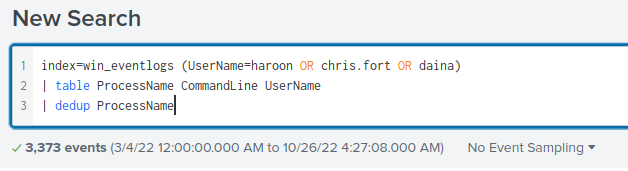 New Search
1 index=win_eventlogs (UserName=haroon OR chris.fort OR daina)
2 | table ProcessName CommandLine UserName
3 | dedup ProcessName
✓ 3,373 events (3/4/22 12:00:00.000 AM to 10/26/22 4:27:08.000 AM) No Event Sampling ▾